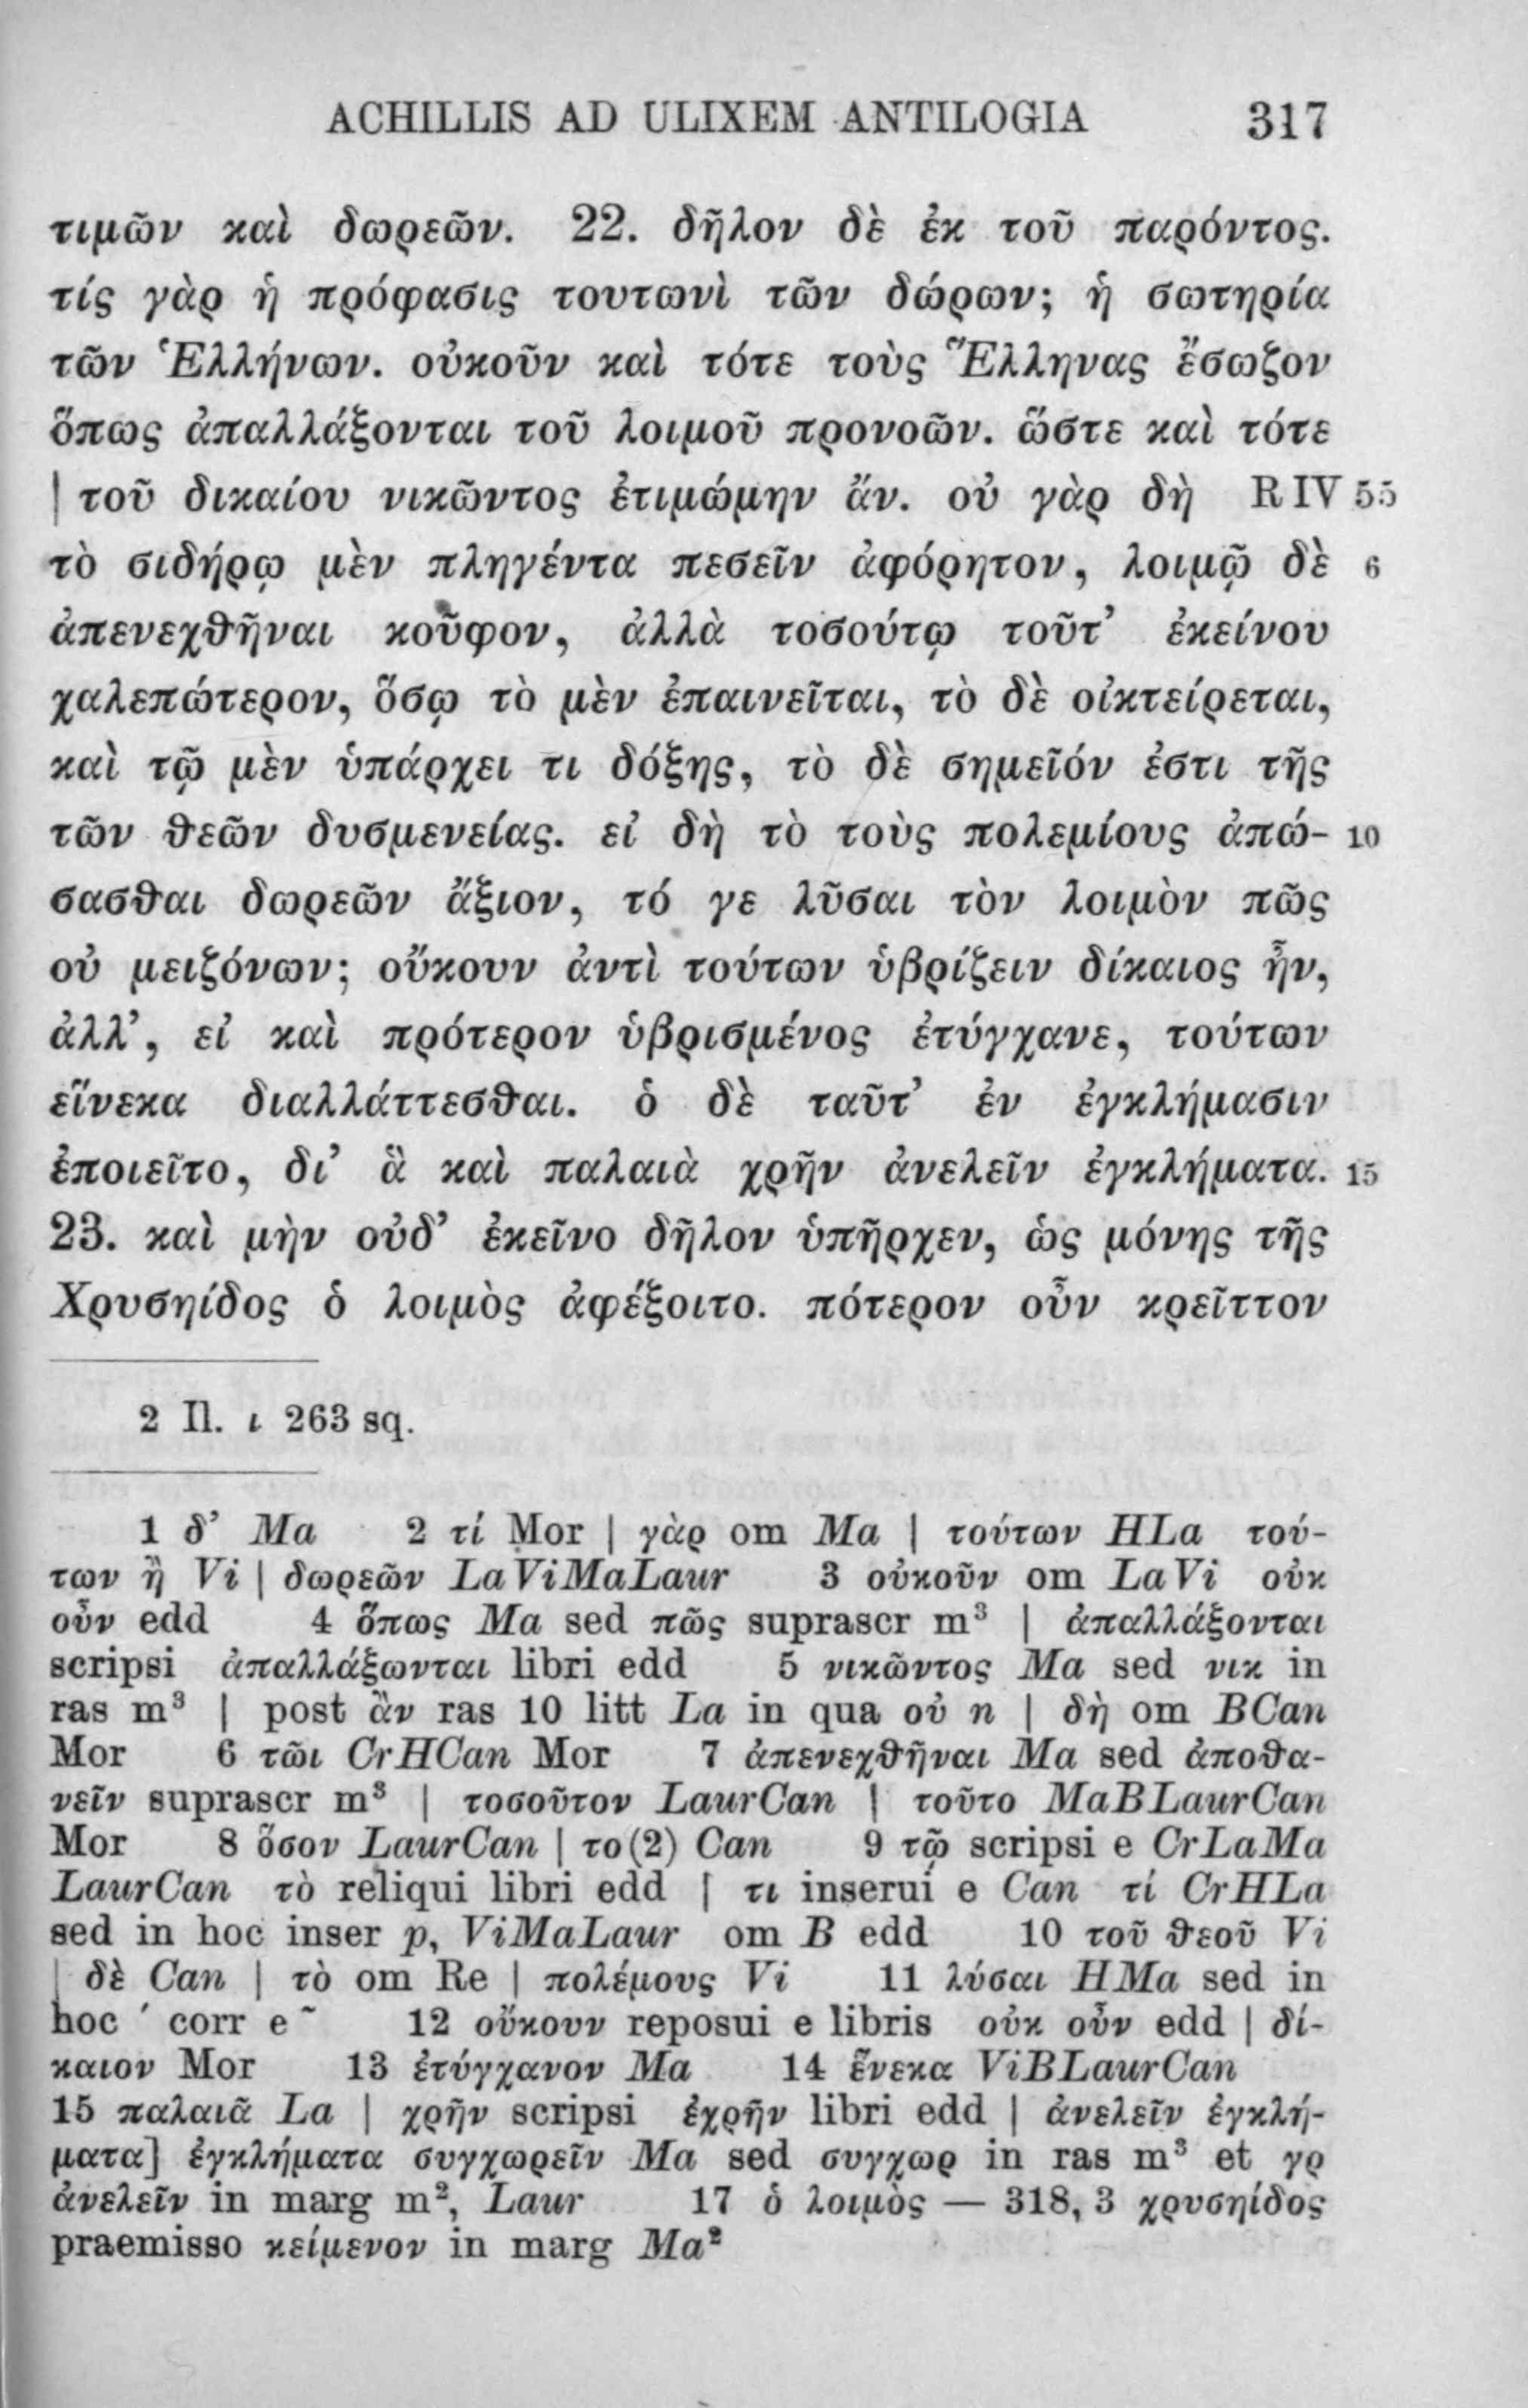 ACHILLIS AD ULIXEM ANTILOGIA 317
τιμῶν καὶ δωρεῶν. 22. δῆλον δὲ ἐκ τοῦ παρόντος.
τίς γὰρ ἡ πρόφασις τουτωνὶ τῶν δώρων; ἡ σωτηρία
τῶν Ἑλλήνων. οὐκοῦν καὶ τότε τοὺς Ἕλληνας ἔσωζον
ὅπως ἀπαλλάξονται τοῦ λοιμοῦ προνοῶν. ὥστε καὶ τότε
| τοῦ δικαίου νικῶντος ἐτιμώμην ἄν. οὐ γὰρ δὴ R IV 55
τὸ σιδήρῳ μὲν πληγέντα πεσεῖν ἀφόρητον, λοιμῷ δὲ 6
ἀπενεχθῆναι κοῦφον, ἀλλὰ τοσούτῳ τοῦτ’ ἐκείνου
χαλεπώτερον, ὅσῳ τὸ μὲν ἐπαινεῖται, τὸ δὲ οἰκτείρεται,
καὶ τῷ μὲν ὑπάρχει τι δόξης, τὸ δὲ σημεῖόν ἐστι τῆς
τῶν θεῶν δυσμενείας. εἰ δὴ τὸ τοὺς πολεμίους ἀπώ- 10
σασθαι δωρεῶν ἄξιον, τό γε λῦσαι τὸν λοιμὸν πῶς
οὐ μειζόνων; οὔκουν ἀντὶ τούτων ὑβρίζειν δίκαιος ἦν,
ἀλλ’, εἰ καὶ πρότερον ὑβρισμένος ἐτύγχανε, τούτων
εἵνεκα διαλλάττεσθαι. ὁ δὲ ταῦτ’ ἐν ἐγκλήμασιν
ἐποιεῖτο, δι’ ἃ καὶ παλαιὰ χρῆν ἀνελεῖν ἐγκλήματα. 15
23. καὶ μὴν οὐδ’ ἐκεῖνο δῆλον ὑπῆρχεν, ὡς μόνης τῆς
Χρυσηίδος ὁ λοιμὸς ἀφέξοιτο. πότερον οὖν κρεῖττον
2 Il. ι 263 sq.
1 δ’ Ma 2 τί Mor | γὰρ om Ma | τούτων HLa τού-
των ἢ Vi | δωρεῶν LaViMaLaur 3 οὐκοῦν om LaVi οὐκ
οὖν edd 4 ὅπως Ma sed πῶς suprascr m³ | ἀπαλλάξονται
scripsi ἀπαλλάξωνται libri edd 5 νικῶντος Ma sed νικ in
ras m³ | post ἂν ras 10 litt La in qua οὐ n | δὴ om BCan
Mor 6 τῶι CrHCan Mor 7 ἀπενεχθῆναι Ma sed ἀποθα-
νεῖν suprascr m³ | τοσοῦτον LaurCan | τοῦτο MaBLaurCan
Mor 8 ὅσον LaurCan | το(2) Can 9 τῷ scripsi e CrLaMa
LaurCan τὸ reliqui libri edd | τι inserui e Can τί CrHLa
sed in hoc inser p, ViMaLaur om B edd 10 τοῦ θεοῦ Vi
| δὲ Can | τὸ om Re | πολέμους Vi 11 λύσαι HMa sed in
hoc ´ corr e ῀ 12 οὔκουν reposui e libris οὐκ οὖν edd | δί-
καιον Mor 13 ἐτύγχανον Ma 14 ἕνεκα ViBLaurCan
15 παλαιᾶ La | χρῆν scripsi ἐχρῆν libri edd | ἀνελεῖν ἐγκλή-
ματα] ἐγκλήματα συγχωρεῖν Ma sed συγχωρ in ras m³ et γρ
ἀνελεῖν in marg m², Laur 17 ὁ λοιμὸς — 318, 3 χρυσηίδος
praemisso κείμενον in marg Ma²